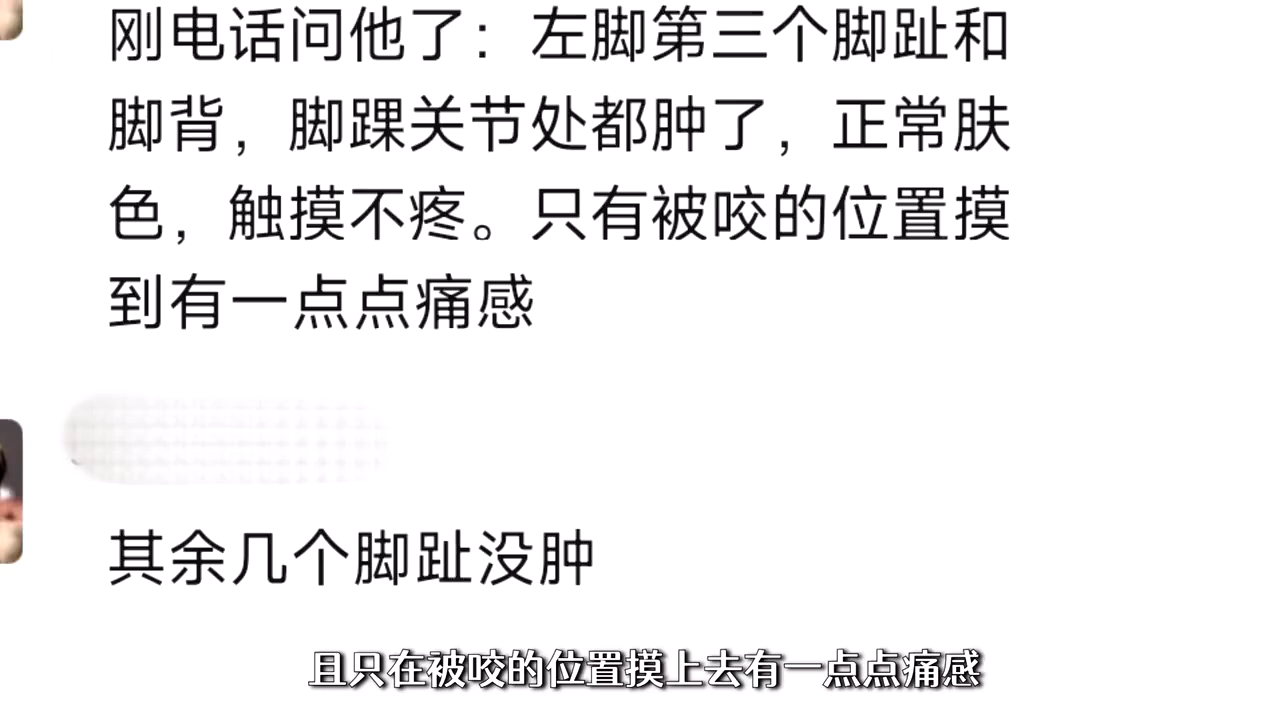 刚电话问他了：左脚第三个脚趾和
脚背，脚踝关节处都肿了，正常肤
色，触摸不疼。只有被咬的位置摸
到有一点点痛感
其余几个脚趾没肿
且只在被咬的位置摸上去有一点点痛感